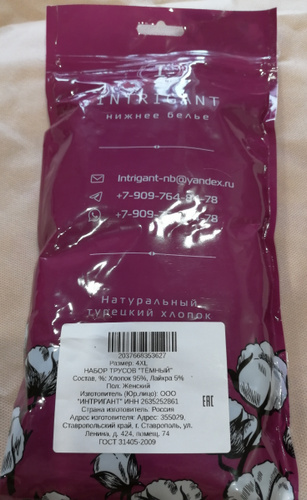 INTRIGANT
нижнее белье
Intrigant-nb@yandex.ru
Натуральный
турецкий хлопок
2037668353627
Размер: 4XL
НАБОР ТРУСОВ "ТЕМНЫЙ"
Состав, %: Хлопок 95%, Лайкра 5%
Пол: Женский
Изготовитель (Юр.лицо): ООО
"ИНТРИГАНТ" ИНН 2635252861
Страна изготовитель: Россия
Адрес изготовителя: Адрес: 355029,
Ставропольский край, г. Ставрополь, ул.
Ленина, д. 424, помещ. 74
ГОСТ 31405-2009
EAC